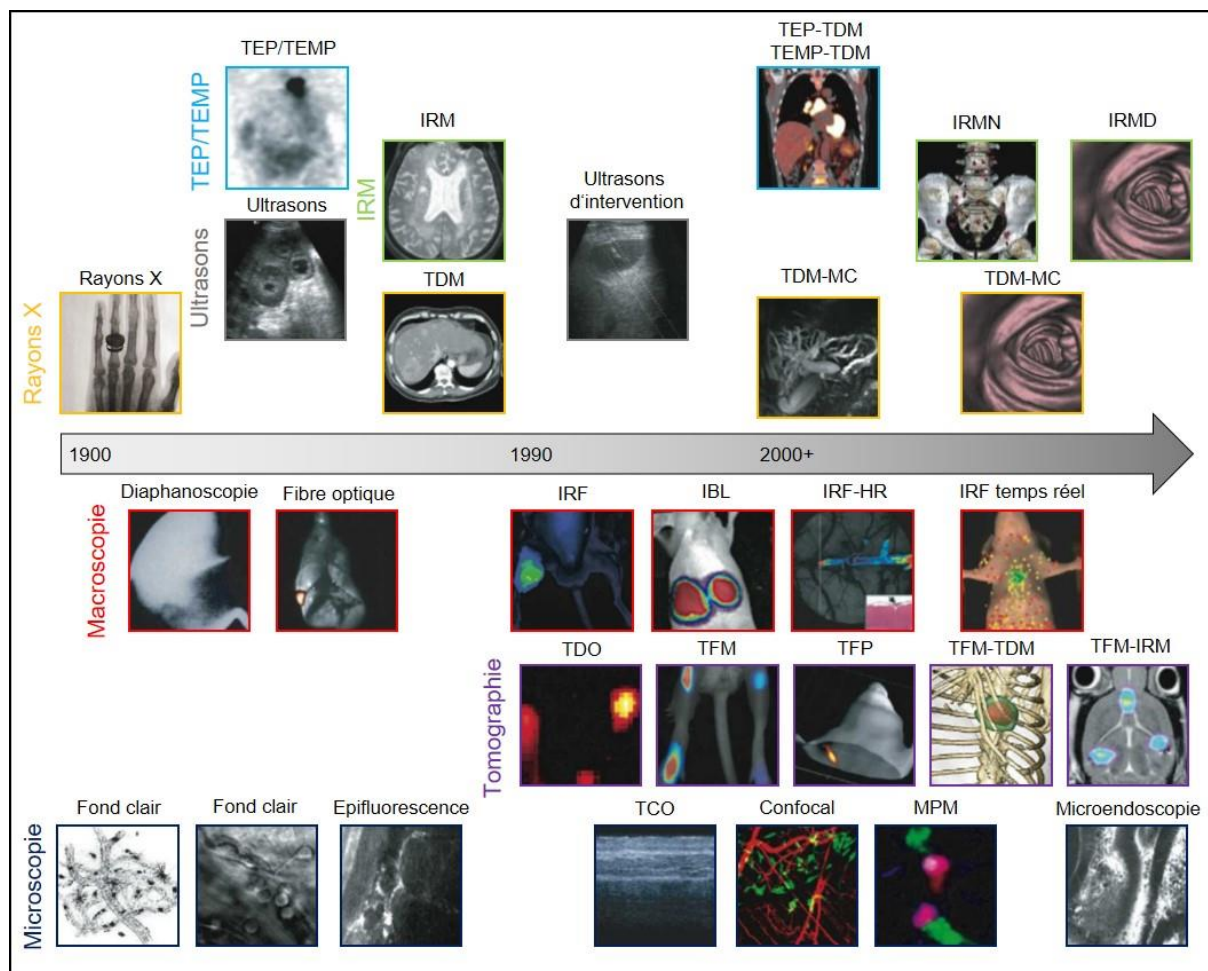 TEP-TDM
TEMP-TDM
TEP/TEMP
TEP/TEMP
IRM
IRM
IRMN
IRMD
Ultrasons
d'intervention
Ultrasons
Ultrasons
Rayons X
Rayons X
TDM
TDM-MC
TDM-MC
1900
1990
2000+
Diaphanoscopie
Fibre optique
IRF
IBL
IRF-HR
IRF temps réel
Macroscopie
TDO
TFM
TFP
TFM-TDM
TFM-IRM
Tomographie
Fond clair
Fond clair
Epifluorescence
TCO
Confocal
MPM
Microendoscopie
Microscopie